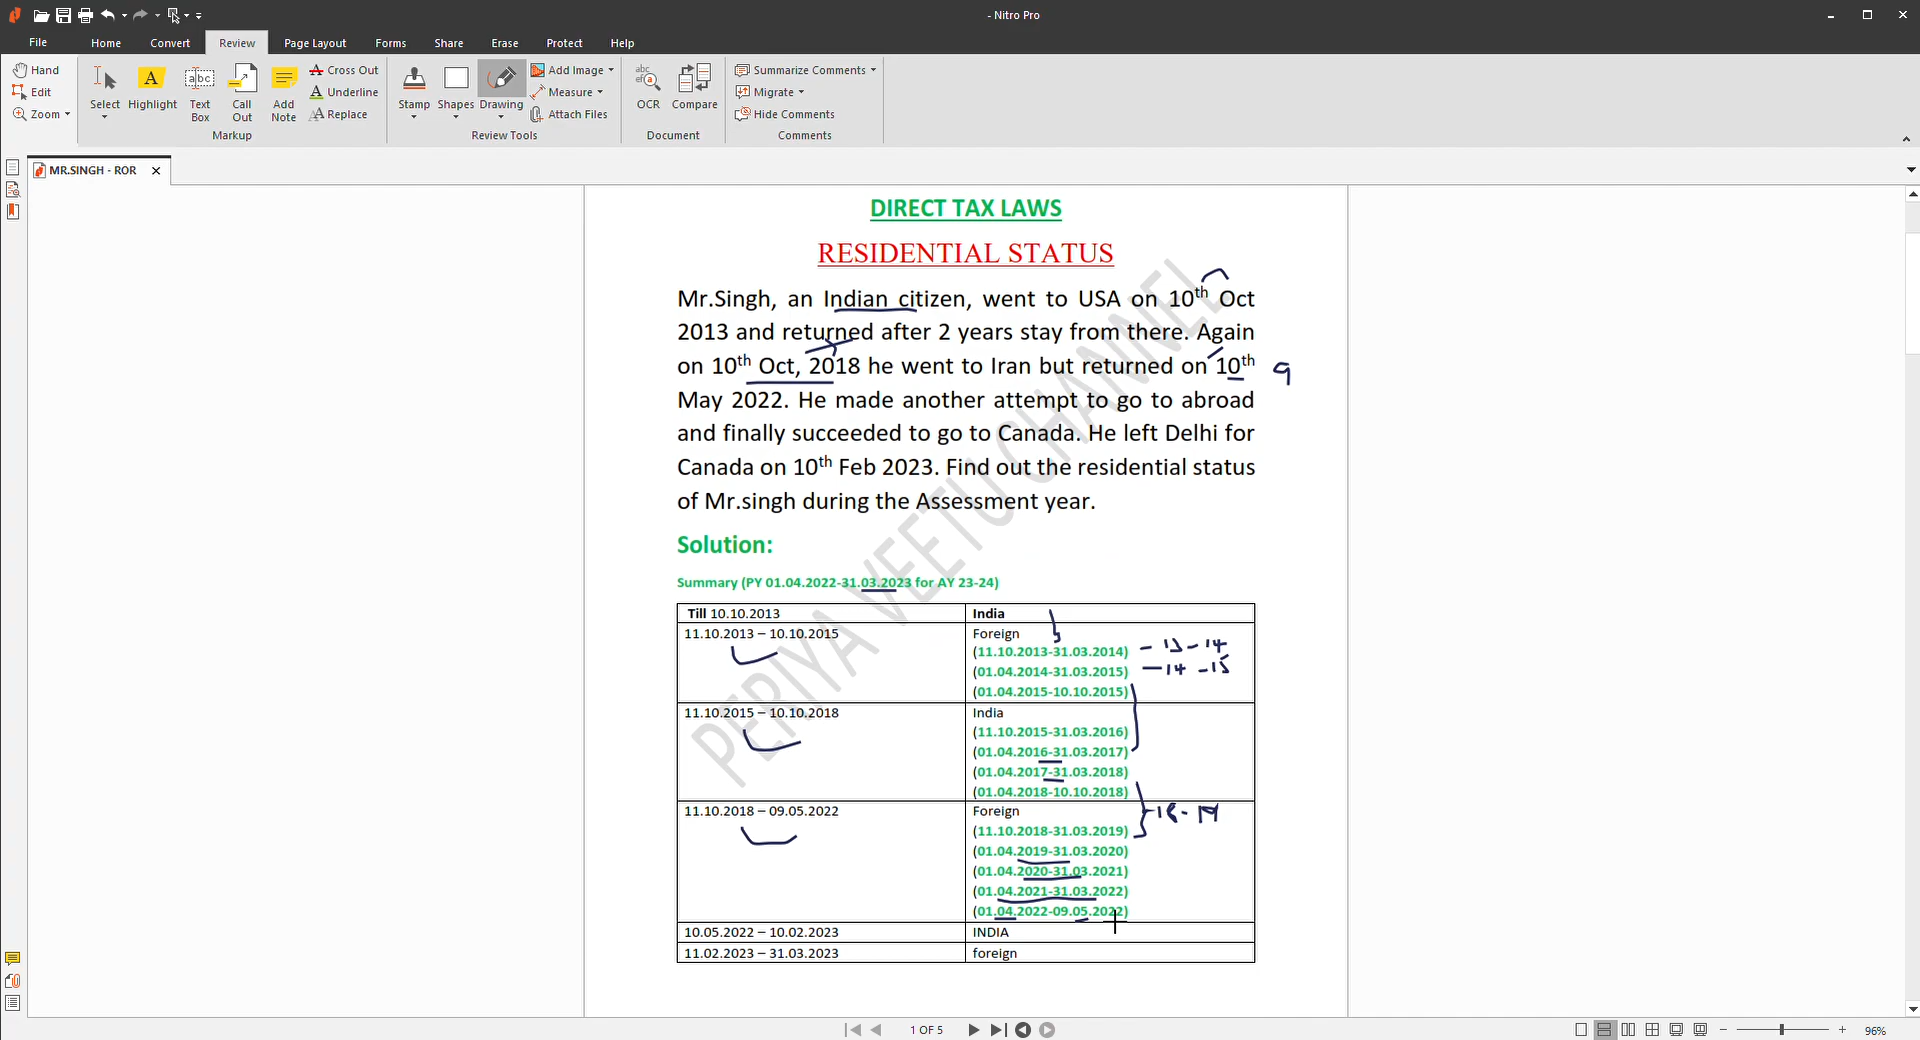 - Nitro Pro
File Home Convert Review Page Layout Forms Share Erase Protect Help
Hand
Edit
Zoom
Select
Highlight
Text Box
Call Out
Add Note
Cross Out
Underline
Replace
Markup
Stamp
Shapes
Drawing
Add Image
Measure
Attach Files
Review Tools
OCR
Compare
Document
Summarize Comments
Migrate
Hide Comments
Comments
MR.SINGH - ROR
DIRECT TAX LAWS
RESIDENTIAL STATUS
Mr.Singh, an Indian citizen, went to USA on 10th Oct
2013 and returned after 2 years stay from there. Again
on 10th Oct, 2018 he went to Iran but returned on 10th 9
May 2022. He made another attempt to go to abroad
and finally succeeded to go to Canada. He left Delhi for
Canada on 10th Feb 2023. Find out the residential status
of Mr.singh during the Assessment year.
Solution:
Summary (PY 01.04.2022-31.03.2023 for AY 23-24)
Till 10.10.2013 India
11.10.2013 – 10.10.2015 Foreign
(11.10.2013-31.03.2014) - 13-14
(01.04.2014-31.03.2015) - 14-15
(01.04.2015-10.10.2015)
11.10.2015 – 10.10.2018 India
(11.10.2015-31.03.2016)
(01.04.2016-31.03.2017)
(01.04.2017-31.03.2018)
(01.04.2018-10.10.2018)
11.10.2018 – 09.05.2022 Foreign 18-19
(11.10.2018-31.03.2019)
(01.04.2019-31.03.2020)
(01.04.2020-31.03.2021)
(01.04.2021-31.03.2022)
(01.04.2022-09.05.2022)
10.05.2022 – 10.02.2023 INDIA
11.02.2023 – 31.03.2023 foreign
PERIYA VEETU CHANNEL
1 OF 5
96%